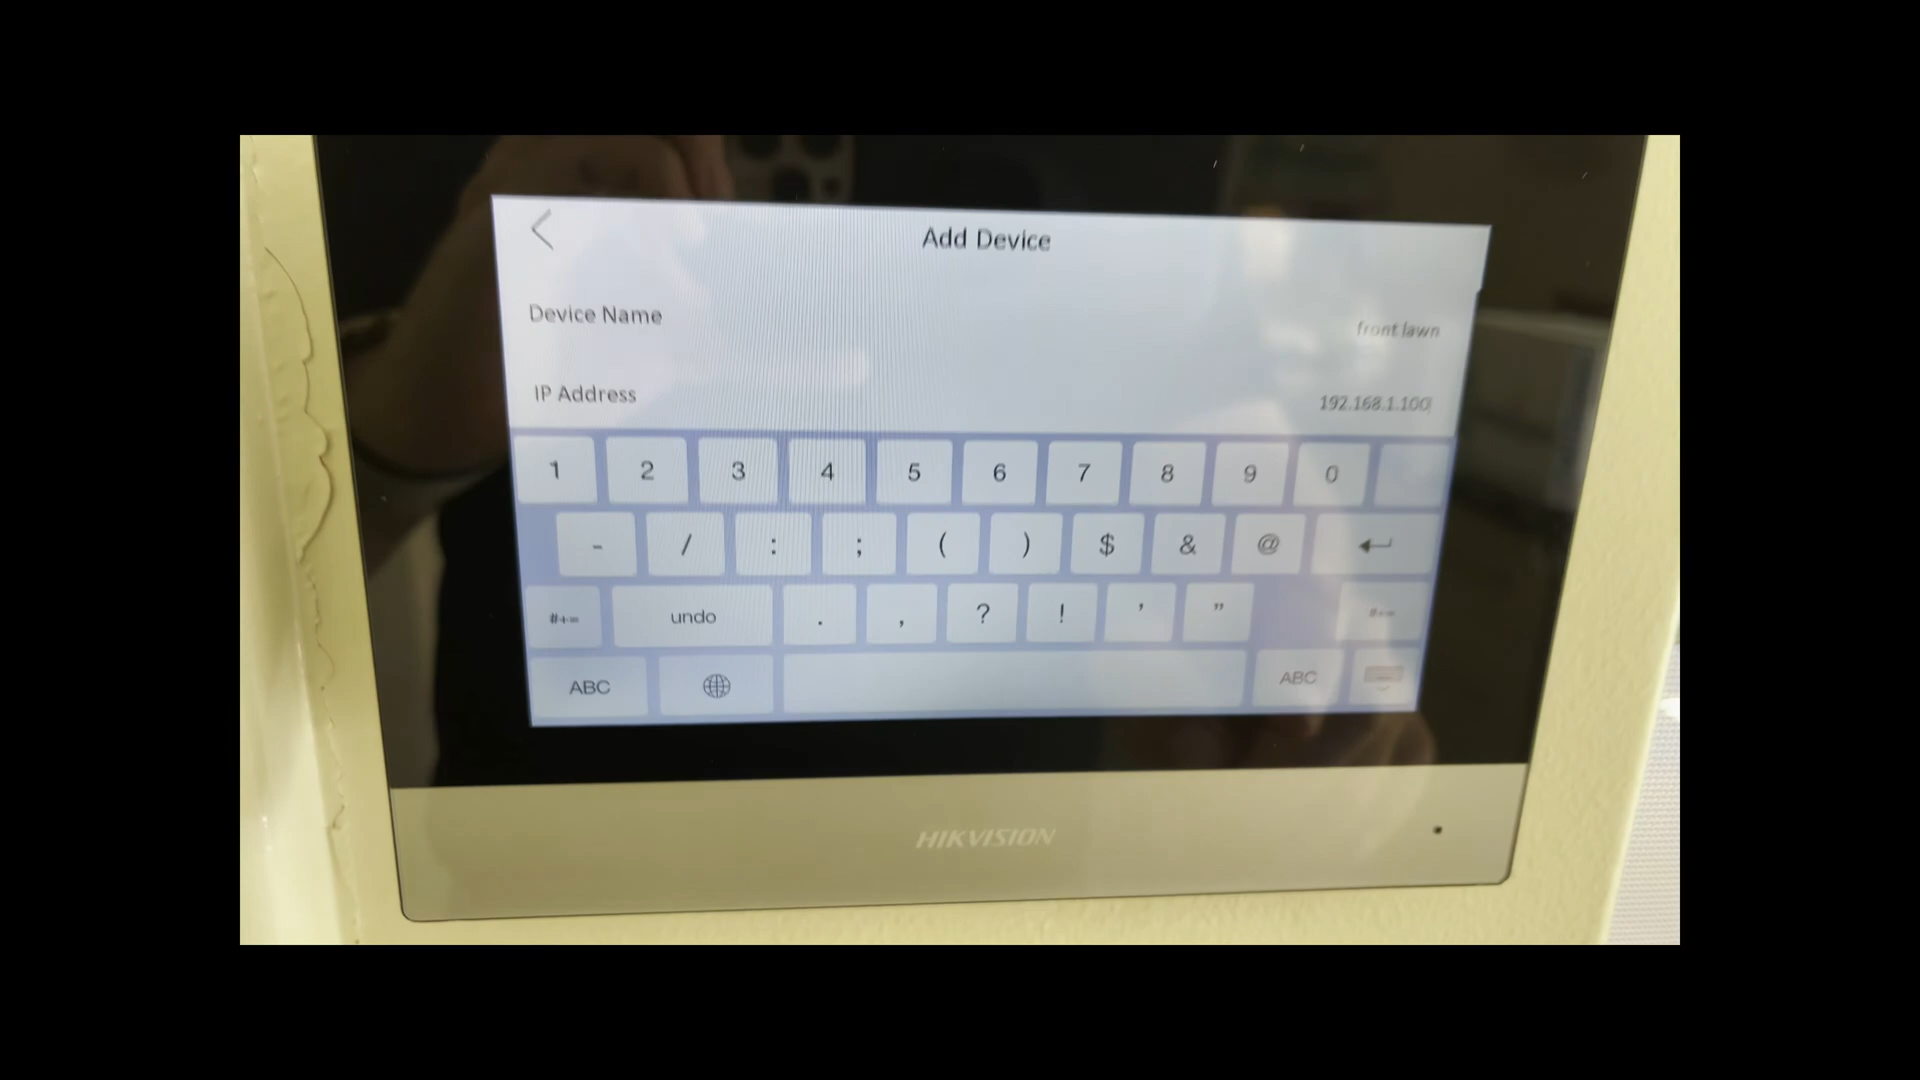 Add Device
Device Name
front lawn
IP Address
192.168.1.100
1 2 3 4 5 6 7 8 9 0
- / : ; ( ) $ & @
#+= undo . , ? ! ’ ” #+=
ABC ABC
HIKVISION